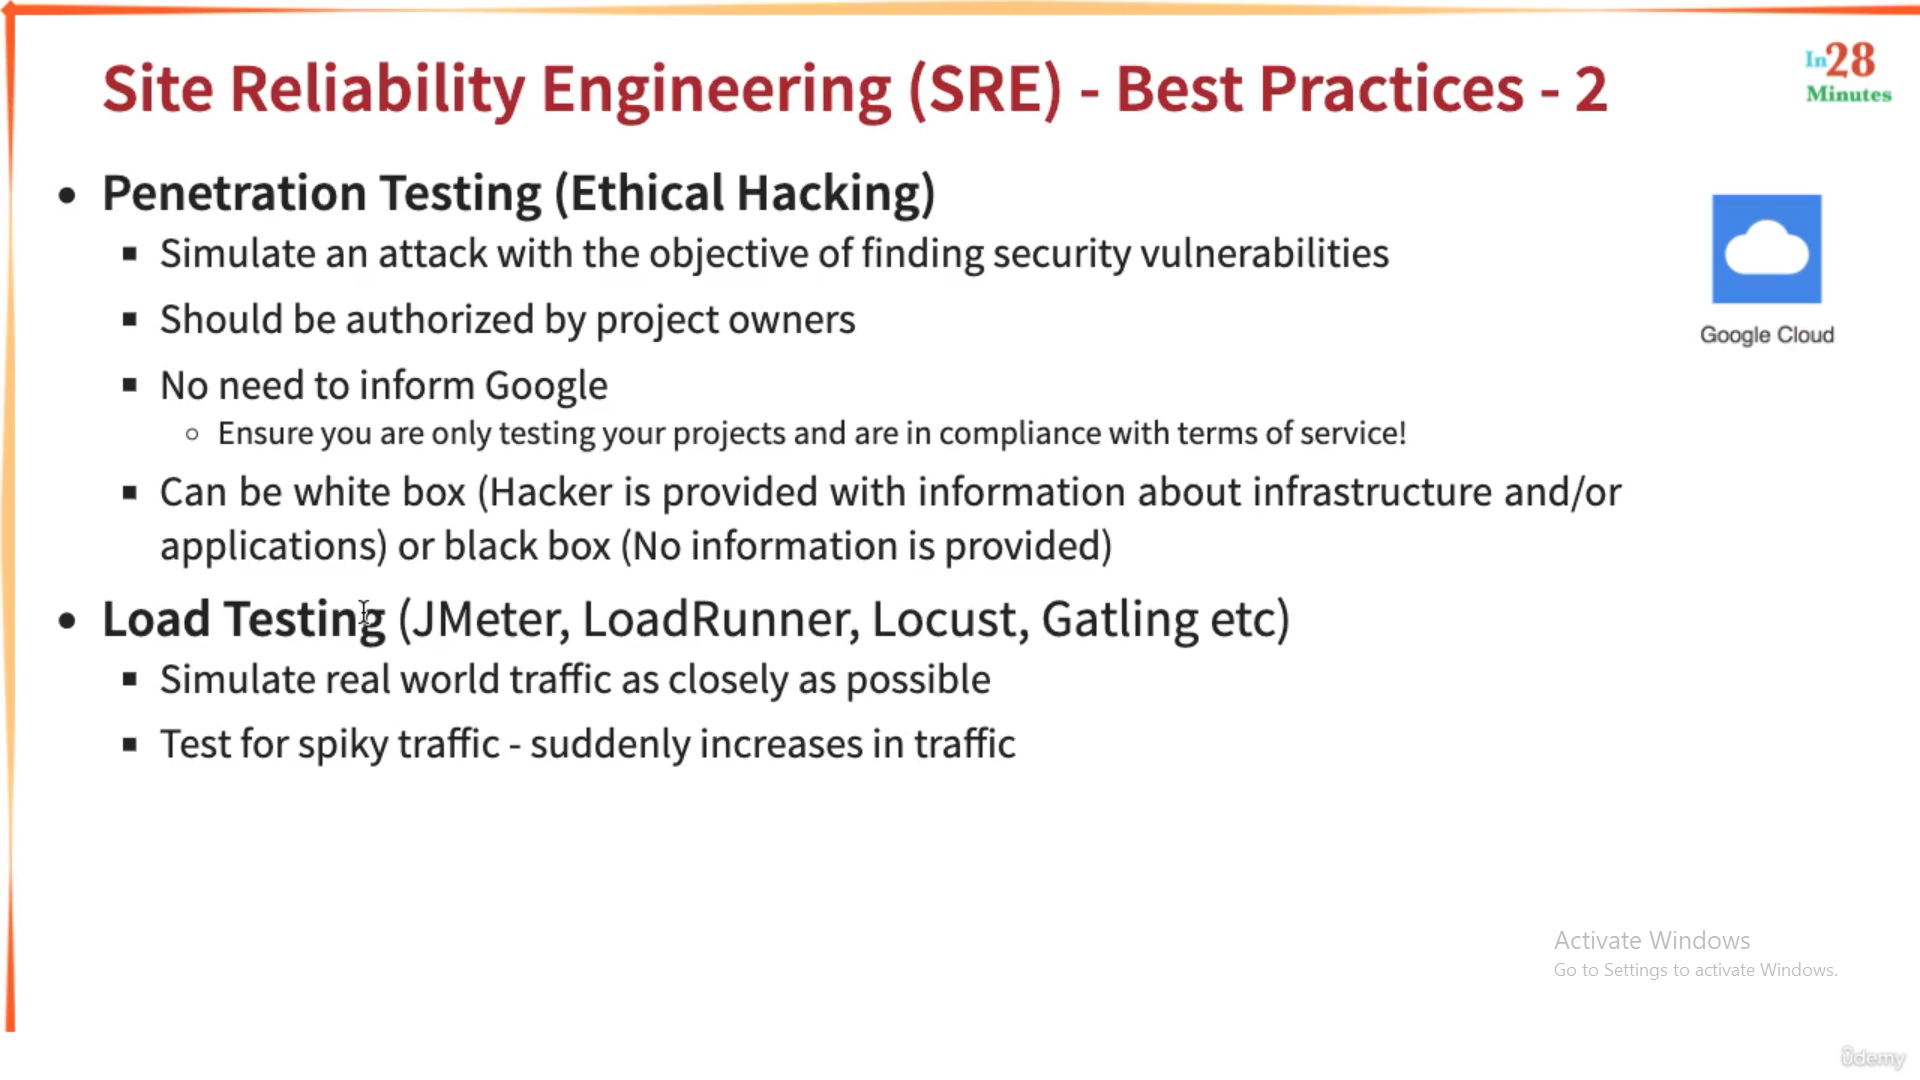 Site Reliability Engineering (SRE) - Best Practices - 2
In28
Minutes
• Penetration Testing (Ethical Hacking)
▪ Simulate an attack with the objective of finding security vulnerabilities
▪ Should be authorized by project owners
▪ No need to inform Google
○ Ensure you are only testing your projects and are in compliance with terms of service!
▪ Can be white box (Hacker is provided with information about infrastructure and/or
applications) or black box (No information is provided)
Google Cloud
• Load Testing (JMeter, LoadRunner, Locust, Gatling etc)
▪ Simulate real world traffic as closely as possible
▪ Test for spiky traffic - suddenly increases in traffic
Activate Windows
Go to Settings to activate Windows.
ûdemy